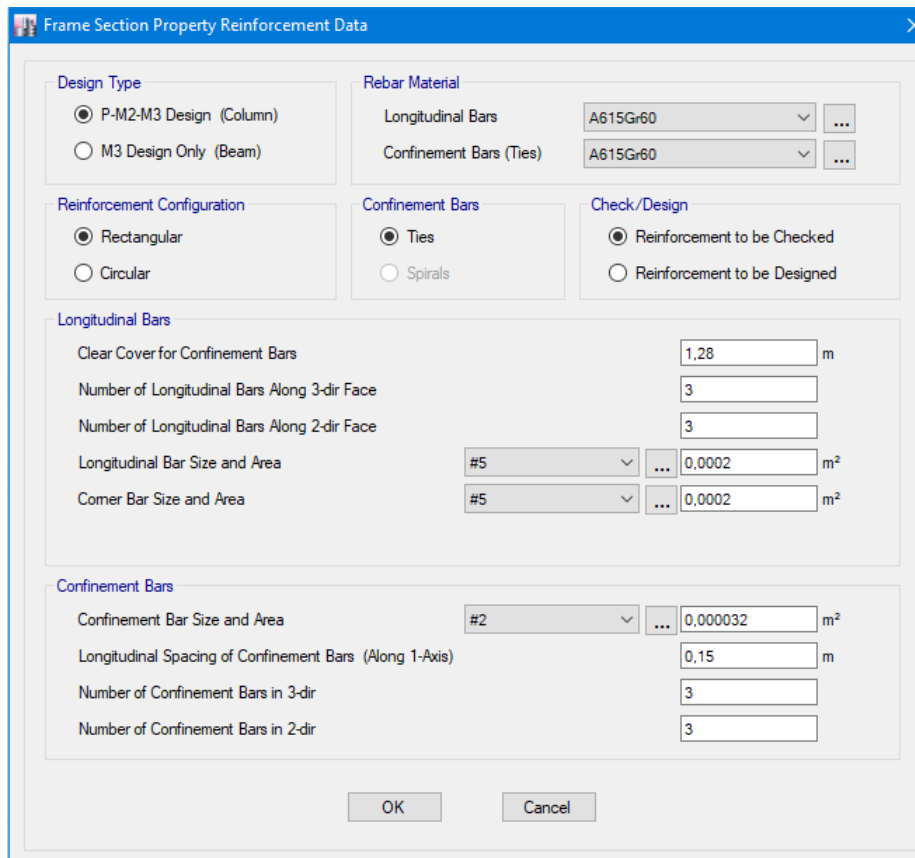 Frame Section Property Reinforcement Data
Design Type
P-M2-M3 Design (Column)
M3 Design Only (Beam)
Rebar Material
Longitudinal Bars A615Gr60 ...
Confinement Bars (Ties) A615Gr60 ...
Reinforcement Configuration
Rectangular
Circular
Confinement Bars
Ties
Spirals
Check/Design
Reinforcement to be Checked
Reinforcement to be Designed
Longitudinal Bars
Clear Cover for Confinement Bars 1,28 m
Number of Longitudinal Bars Along 3-dir Face 3
Number of Longitudinal Bars Along 2-dir Face 3
Longitudinal Bar Size and Area #5 ... 0,0002 m²
Corner Bar Size and Area #5 ... 0,0002 m²
Confinement Bars
Confinement Bar Size and Area #2 ... 0,000032 m²
Longitudinal Spacing of Confinement Bars (Along 1-Axis) 0,15 m
Number of Confinement Bars in 3-dir 3
Number of Confinement Bars in 2-dir 3
OK Cancel